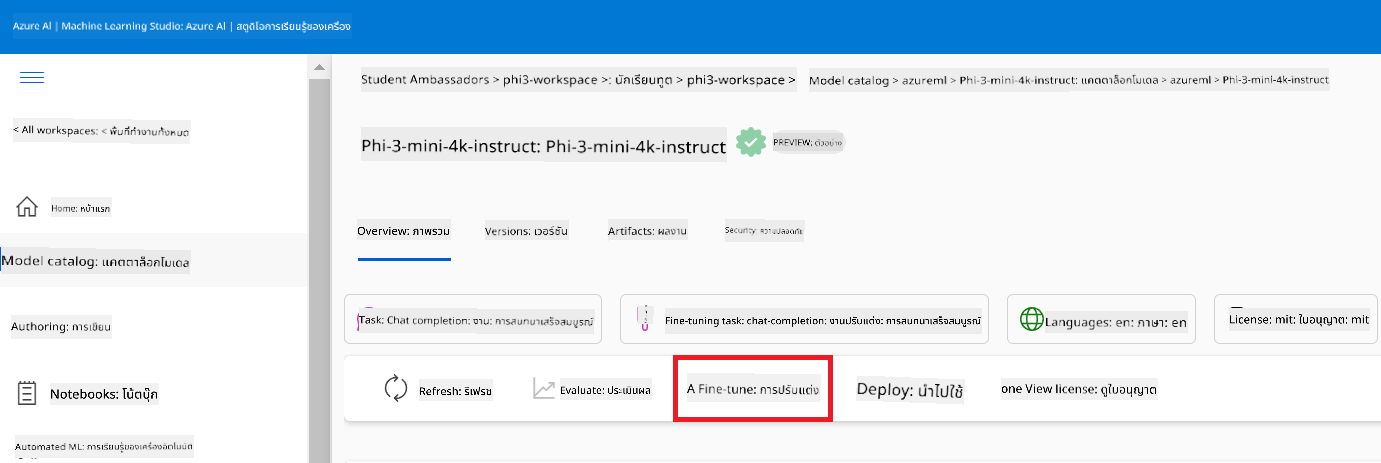 Azure Al | Machine Learning Studio: Azure Al | สตูดิโอการเรียนรู้ของเครื่อง
< All workspaces: < พื้นที่ทำงานทั้งหมด
Home: หน้าแรก
Model catalog: แคตตาล็อกโมเดล
Authoring: การเขียน
Notebooks: โน้ตบุ๊ก
Automated ML: การเรียนรู้ของเครื่องอัตโนมัติ
Student Ambassadors > phi3-workspace >: นักเรียนทูต > phi3-workspace >
Model catalog > azureml > Phi-3-mini-4k-instruct: แคตตาล็อกโมเดล > azureml > Phi-3-mini-4k-instruct
Phi-3-mini-4k-instruct: Phi-3-mini-4k-instruct
PREVIEW: ตัวอย่าง
Overview: ภาพรวม
Versions: เวอร์ชัน
Artifacts: ผลงาน
Security: ความปลอดภัย
Task: Chat completion: งาน: การสนทนาเสร็จสมบูรณ์
Fine-tuning task: chat-completion: งานปรับแต่ง: การสนทนาเสร็จสมบูรณ์
Languages: en: ภาษา: en
License: mit: ใบอนุญาต: mit
Refresh: รีเฟรช
Evaluate: ประเมินผล
A Fine-tune: การปรับแต่ง
Deploy: นำไปใช้
one View license: ดูใบอนุญาต